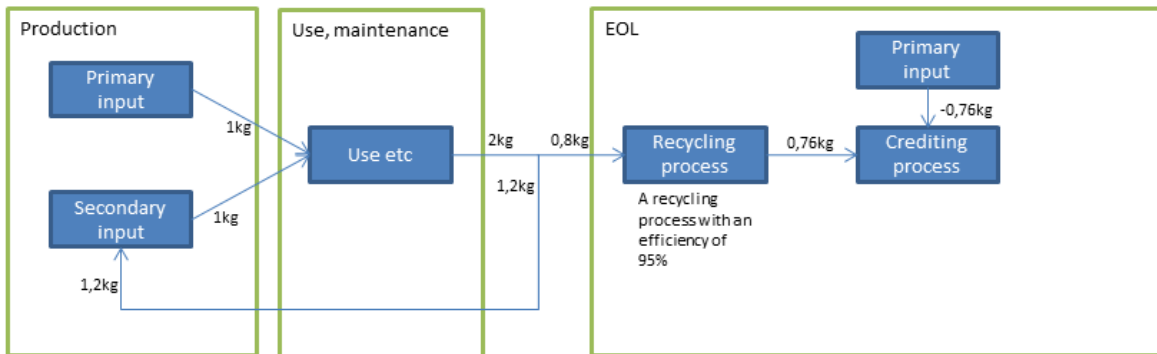 Production
Use, maintenance
EOL
Primary
input
Primary
input
1kg
-0,76kg
Use etc
2kg
0,8kg
Recycling
process
0,76kg
Crediting
process
1,2kg
Secondary
input
1kg
A recycling
process with an
efficiency of
95%
1,2kg